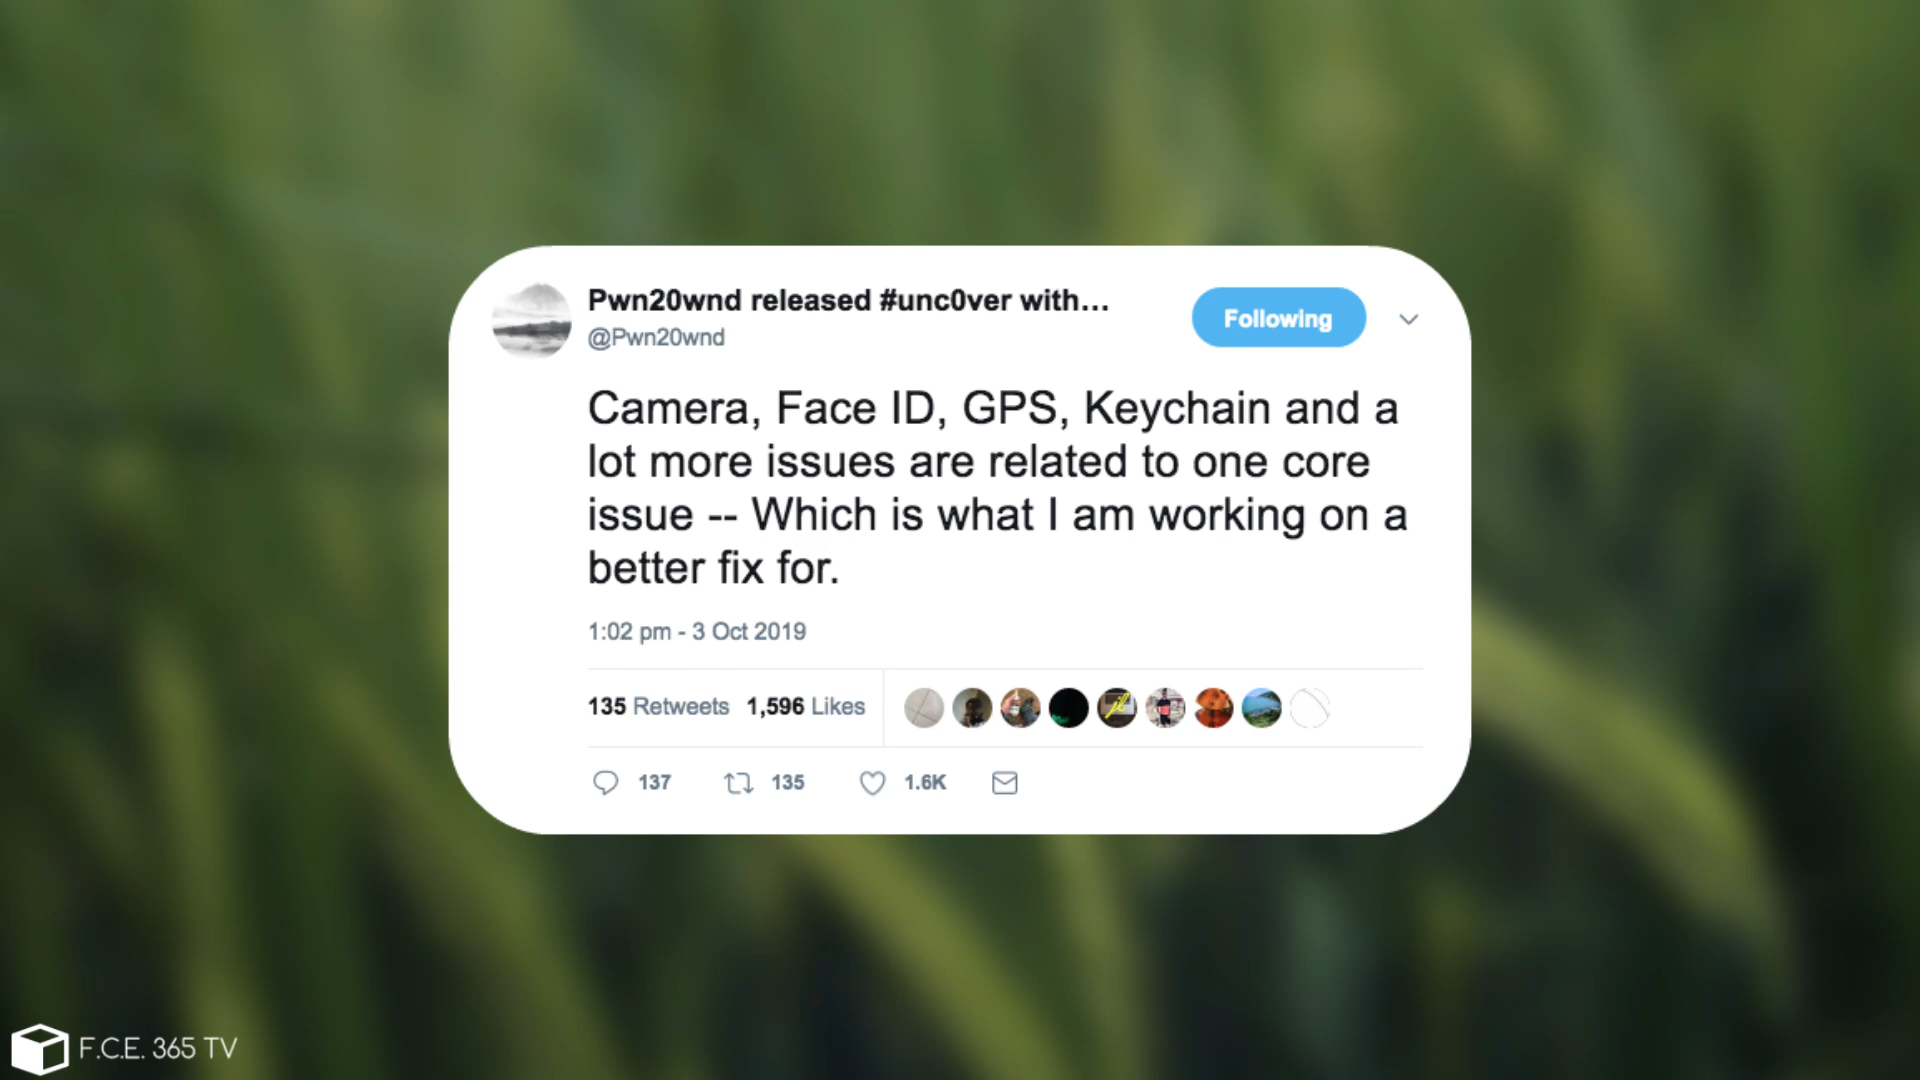 Pwn20wnd released #unc0ver with...
@Pwn20wnd
Following
Camera, Face ID, GPS, Keychain and a
lot more issues are related to one core
issue -- Which is what I am working on a
better fix for.
1:02 pm - 3 Oct 2019
135 Retweets 1,596 Likes
137 135 1.6K
F.C.E. 365 TV